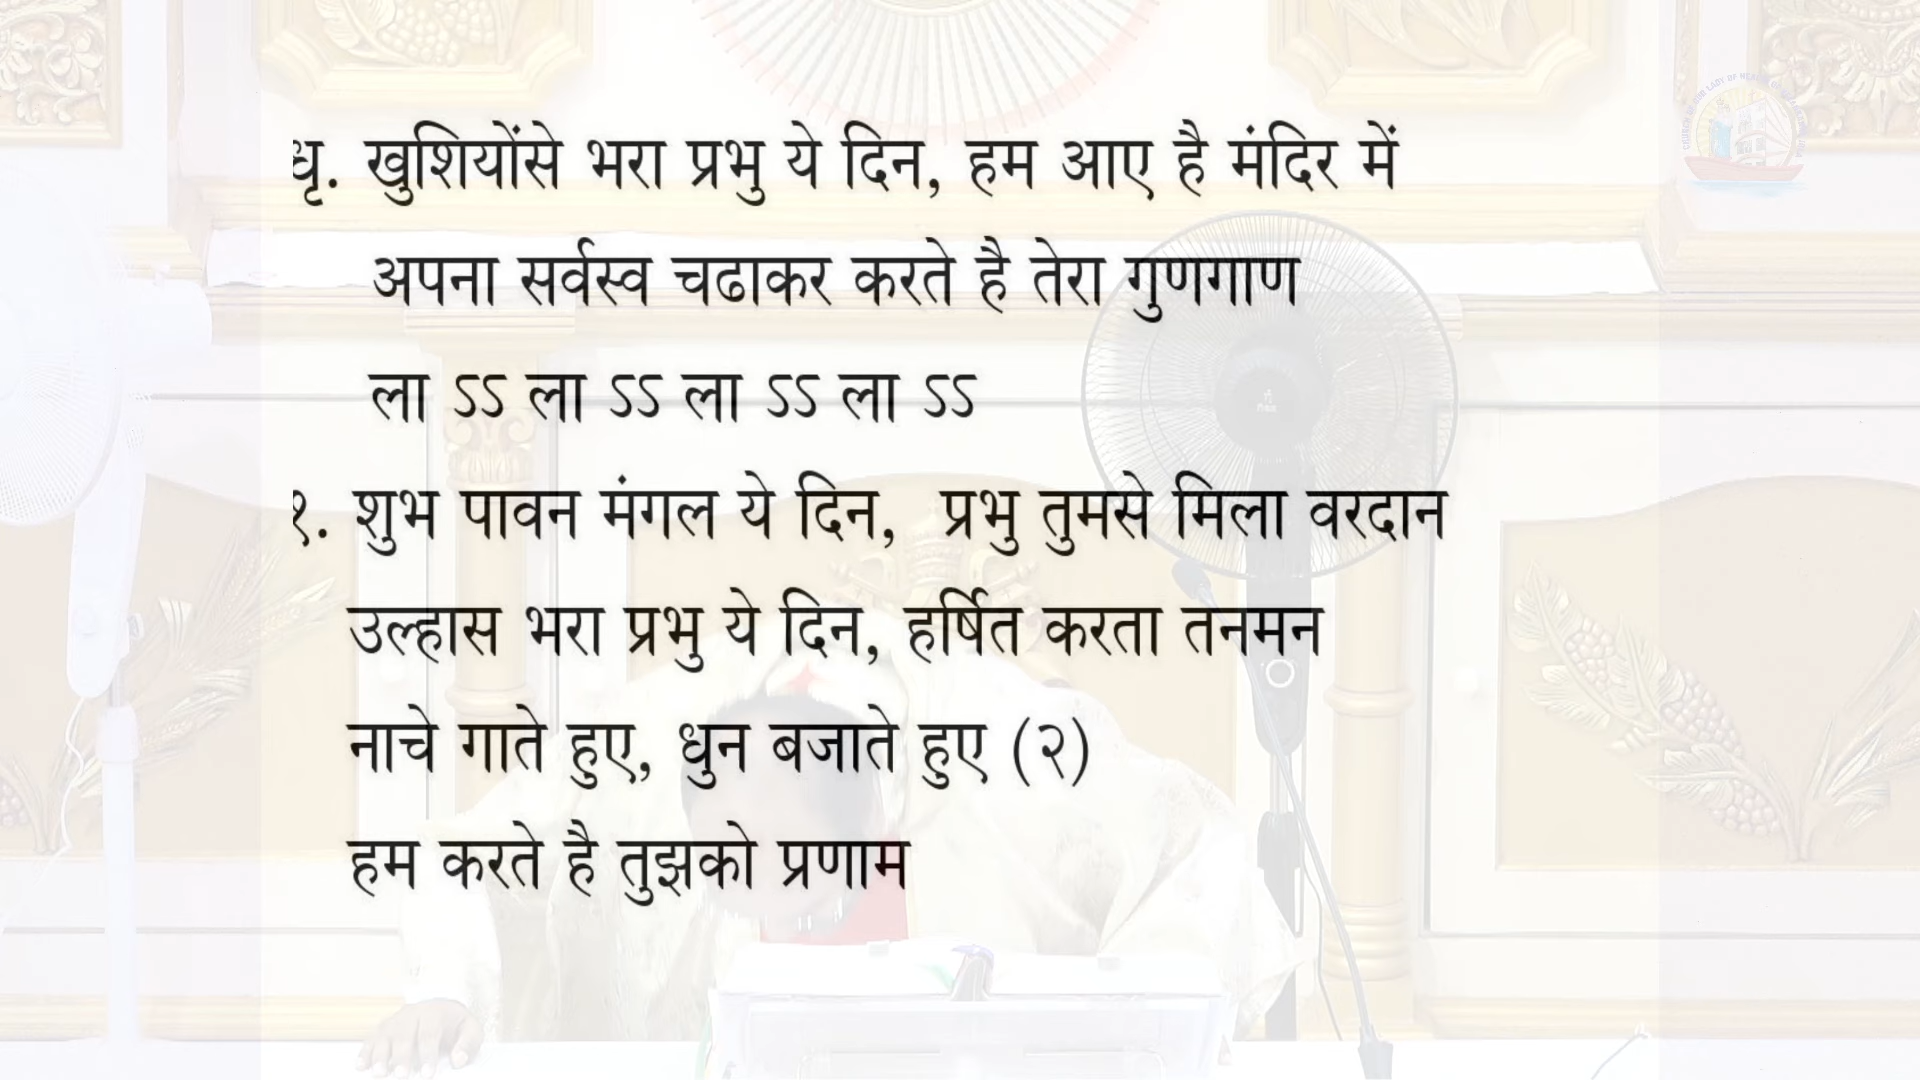 धृ. खुशियोंसे भरा प्रभु ये दिन, हम आए है मंदिर में
अपना सर्वस्व चढाकर करते है तेरा गुणगाण
ला ऽऽ ला ऽऽ ला ऽऽ ला ऽऽ
१. शुभ पावन मंगल ये दिन, प्रभु तुमसे मिला वरदान
उल्हास भरा प्रभु ये दिन, हर्षित करता तनमन
नाचे गाते हुए, धुन बजाते हुए (२)
हम करते है तुझको प्रणाम